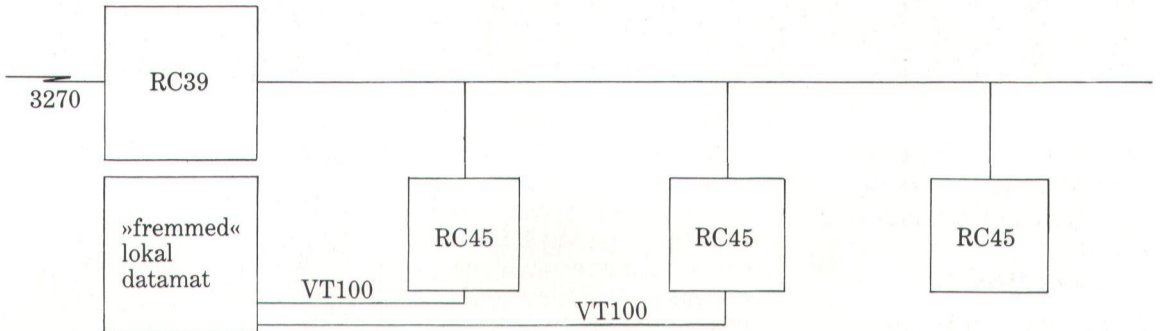 RC39
3270
»fremmed«
lokal
datamat
RC45
RC45
RC45
VT100
VT100